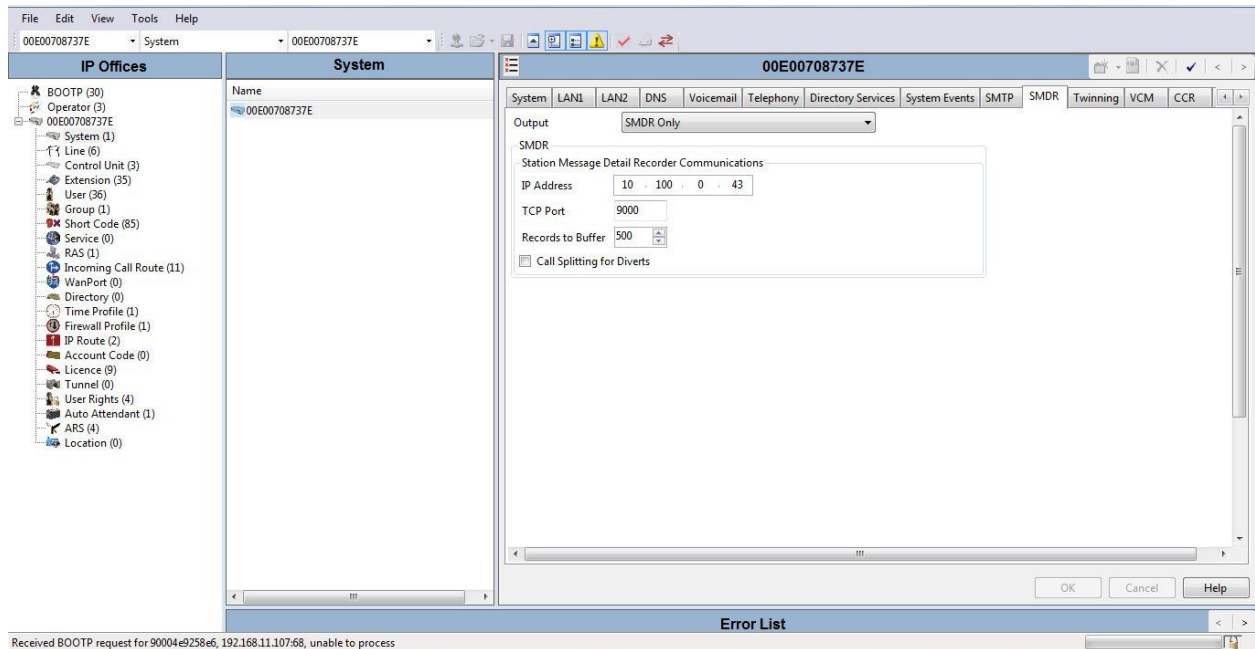 File Edit View Tools Help
00E00708737E System 00E00708737E
IP Offices
BOOTP (30)
Operator (3)
00E00708737E
System (1)
Line (6)
Control Unit (3)
Extension (35)
User (36)
Group (1)
Short Code (85)
Service (0)
RAS (1)
Incoming Call Route (11)
WanPort (0)
Directory (0)
Time Profile (1)
Firewall Profile (1)
IP Route (2)
Account Code (0)
Licence (9)
Tunnel (0)
User Rights (4)
Auto Attendant (1)
ARS (4)
Location (0)
System
Name
00E00708737E
00E00708737E
System LAN1 LAN2 DNS Voicemail Telephony Directory Services System Events SMTP SMDR Twinning VCM CCR
Output SMDR Only
SMDR
Station Message Detail Recorder Communications
IP Address 10 . 100 . 0 . 43
TCP Port 9000
Records to Buffer 500
Call Splitting for Diverts
OK Cancel Help
Error List
Received BOOTP request for 90004e9258e6, 192.168.11.107:68, unable to process